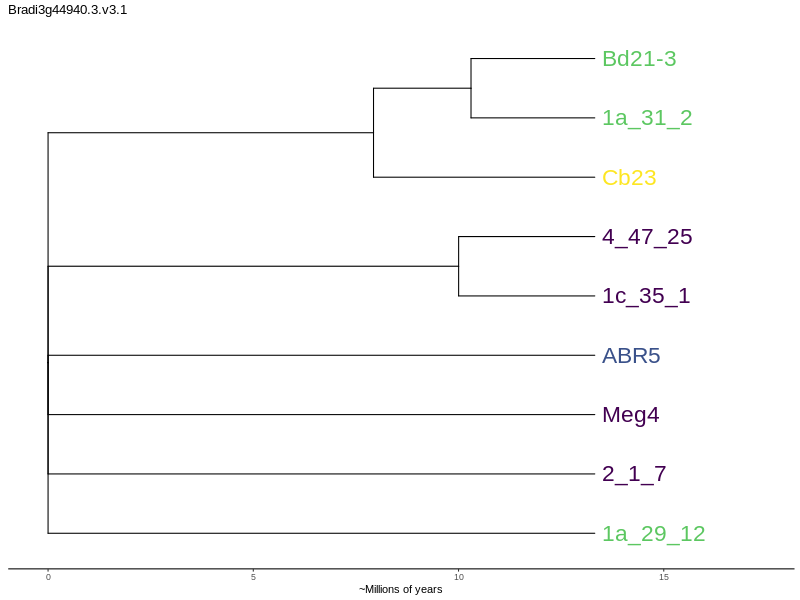 Bradi3g44940.3.v3.1
Bd21-3
1a_31_2
Cb23
4_47_25
1c_35_1
ABR5
Meg4
2_1_7
1a_29_12
0 5 10 15
~Millions of years